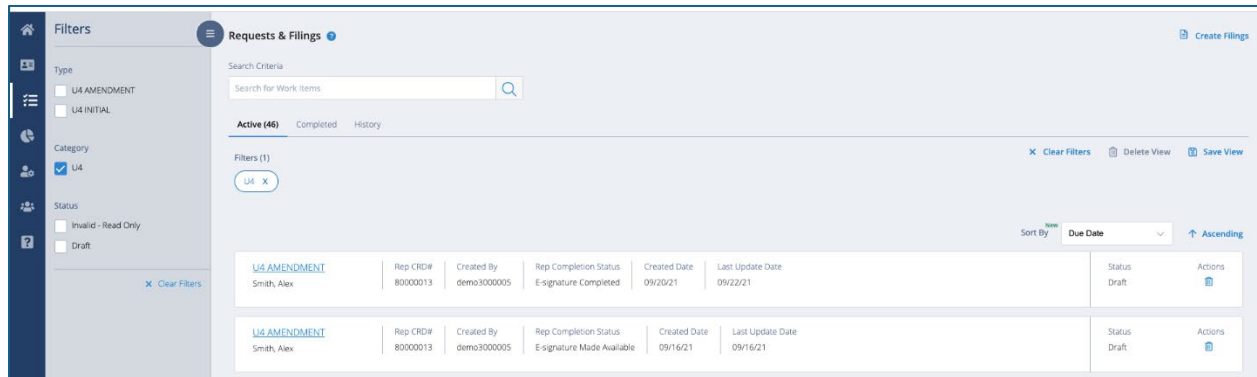 Filters
Type
U4 AMENDMENT
U4 INITIAL
Category
U4
Status
Invalid - Read Only
Draft
X Clear Filters
Requests & Filings ?
Create Filings
Search Criteria
Search for Work Items
Active (46) Completed History
Filters (1)
X Clear Filters Delete View Save View
U4 X
Sort By New Due Date Ascending
U4 AMENDMENT Rep CRD# Created By Rep Completion Status Created Date Last Update Date Status Actions
Smith, Alex 80000013 demo3000005 E-signature Completed 09/20/21 09/22/21 Draft
U4 AMENDMENT Rep CRD# Created By Rep Completion Status Created Date Last Update Date Status Actions
Smith, Alex 80000013 demo3000005 E-signature Made Available 09/16/21 09/16/21 Draft